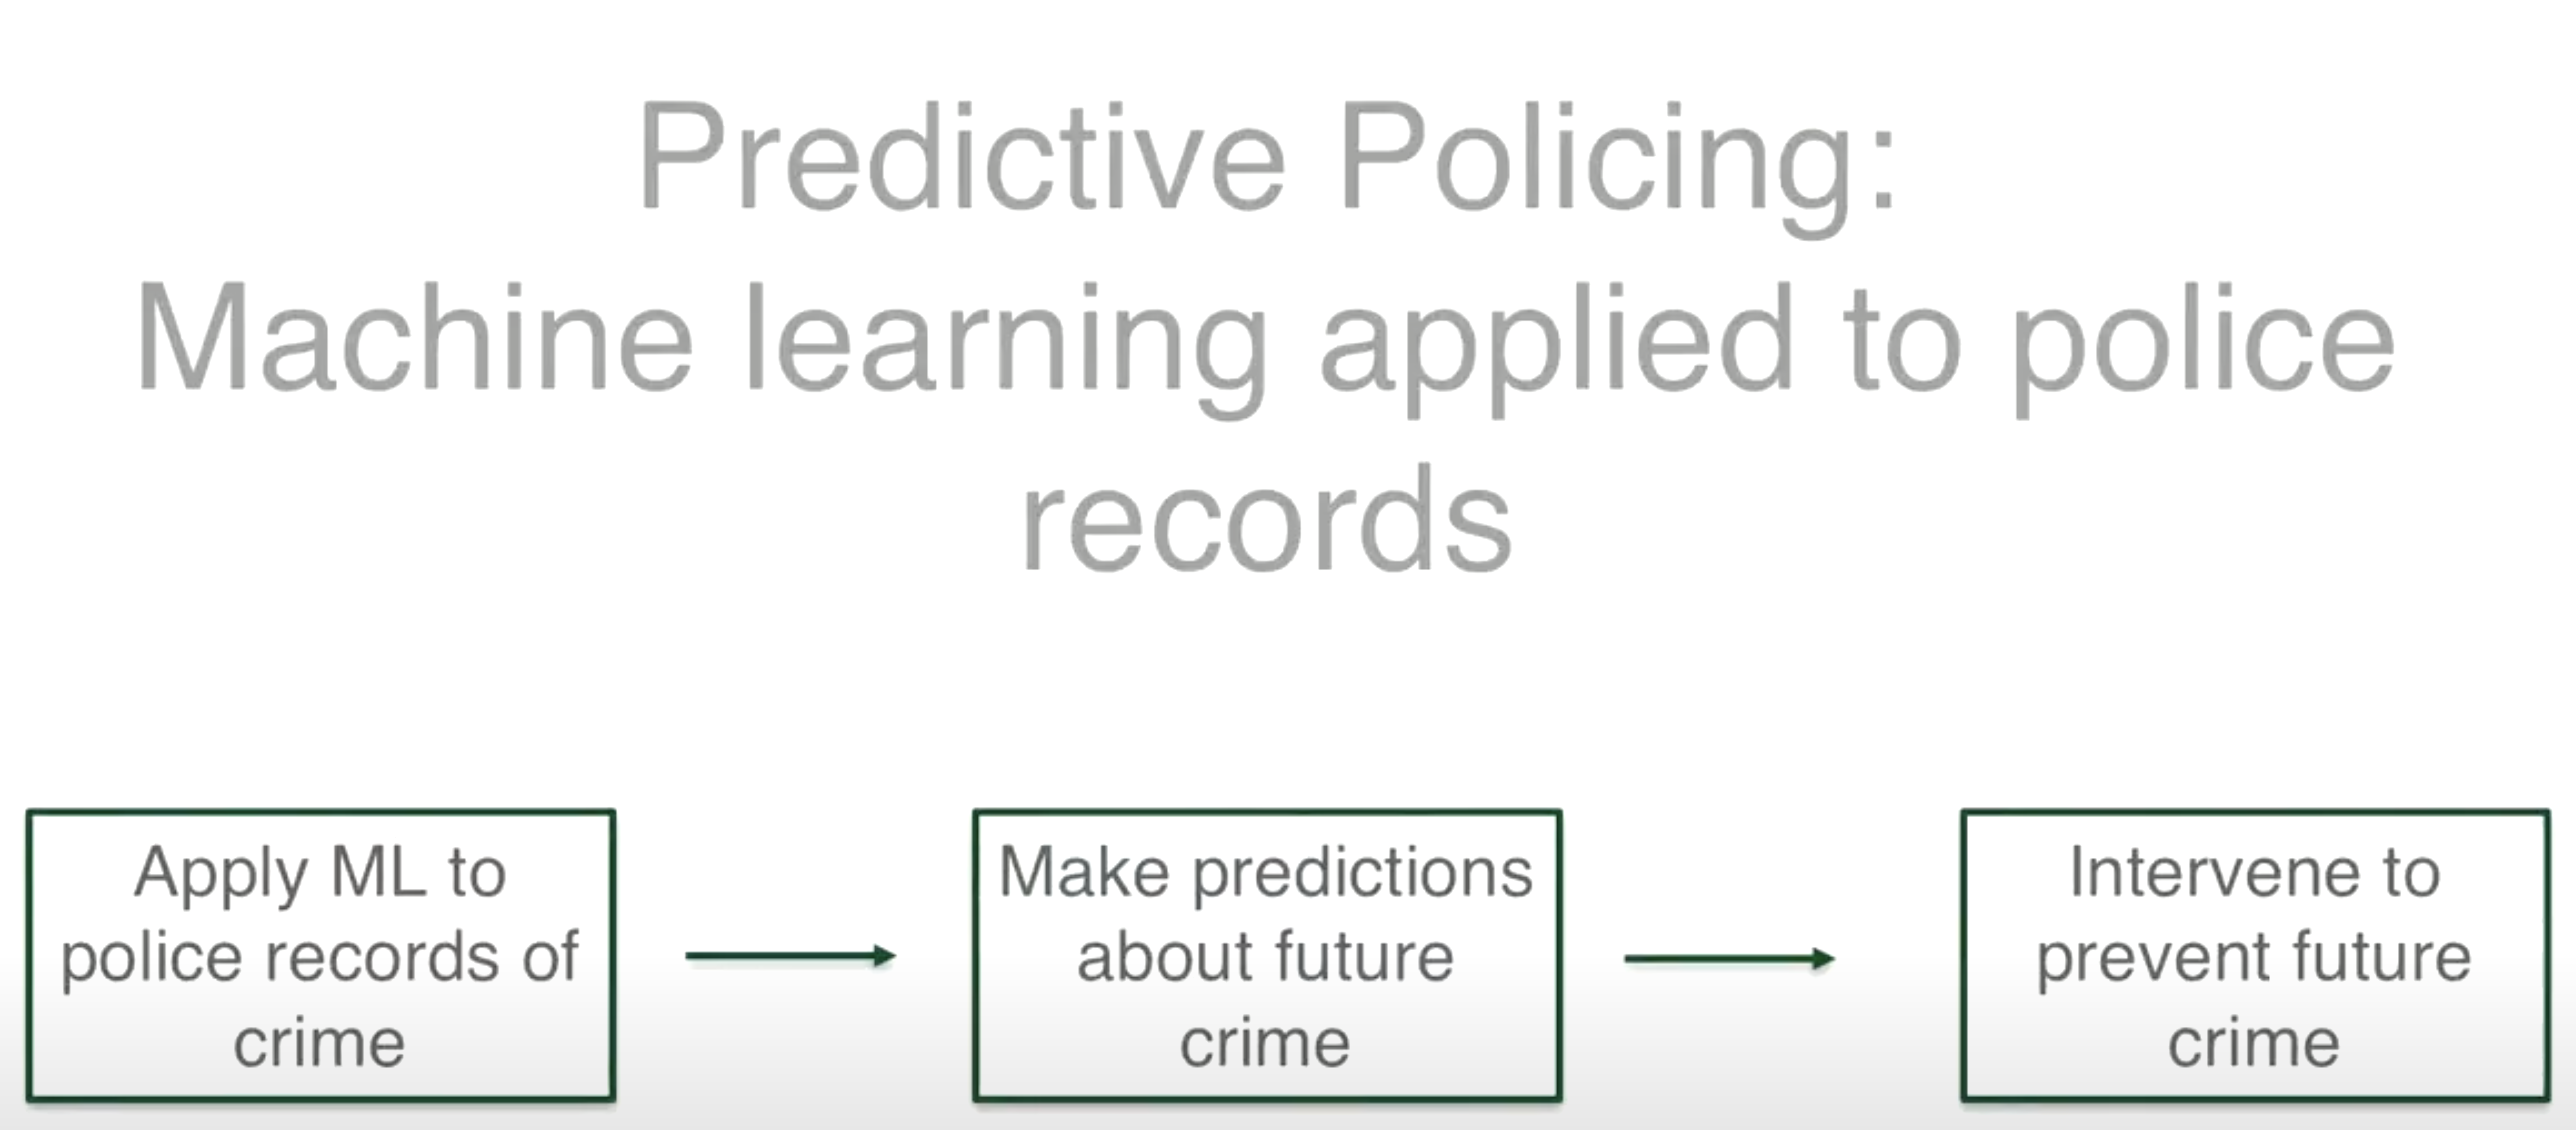 Predictive Policing:
Machine learning applied to police
records
Apply ML to
police records of
crime
Make predictions
about future
crime
Intervene to
prevent future
crime